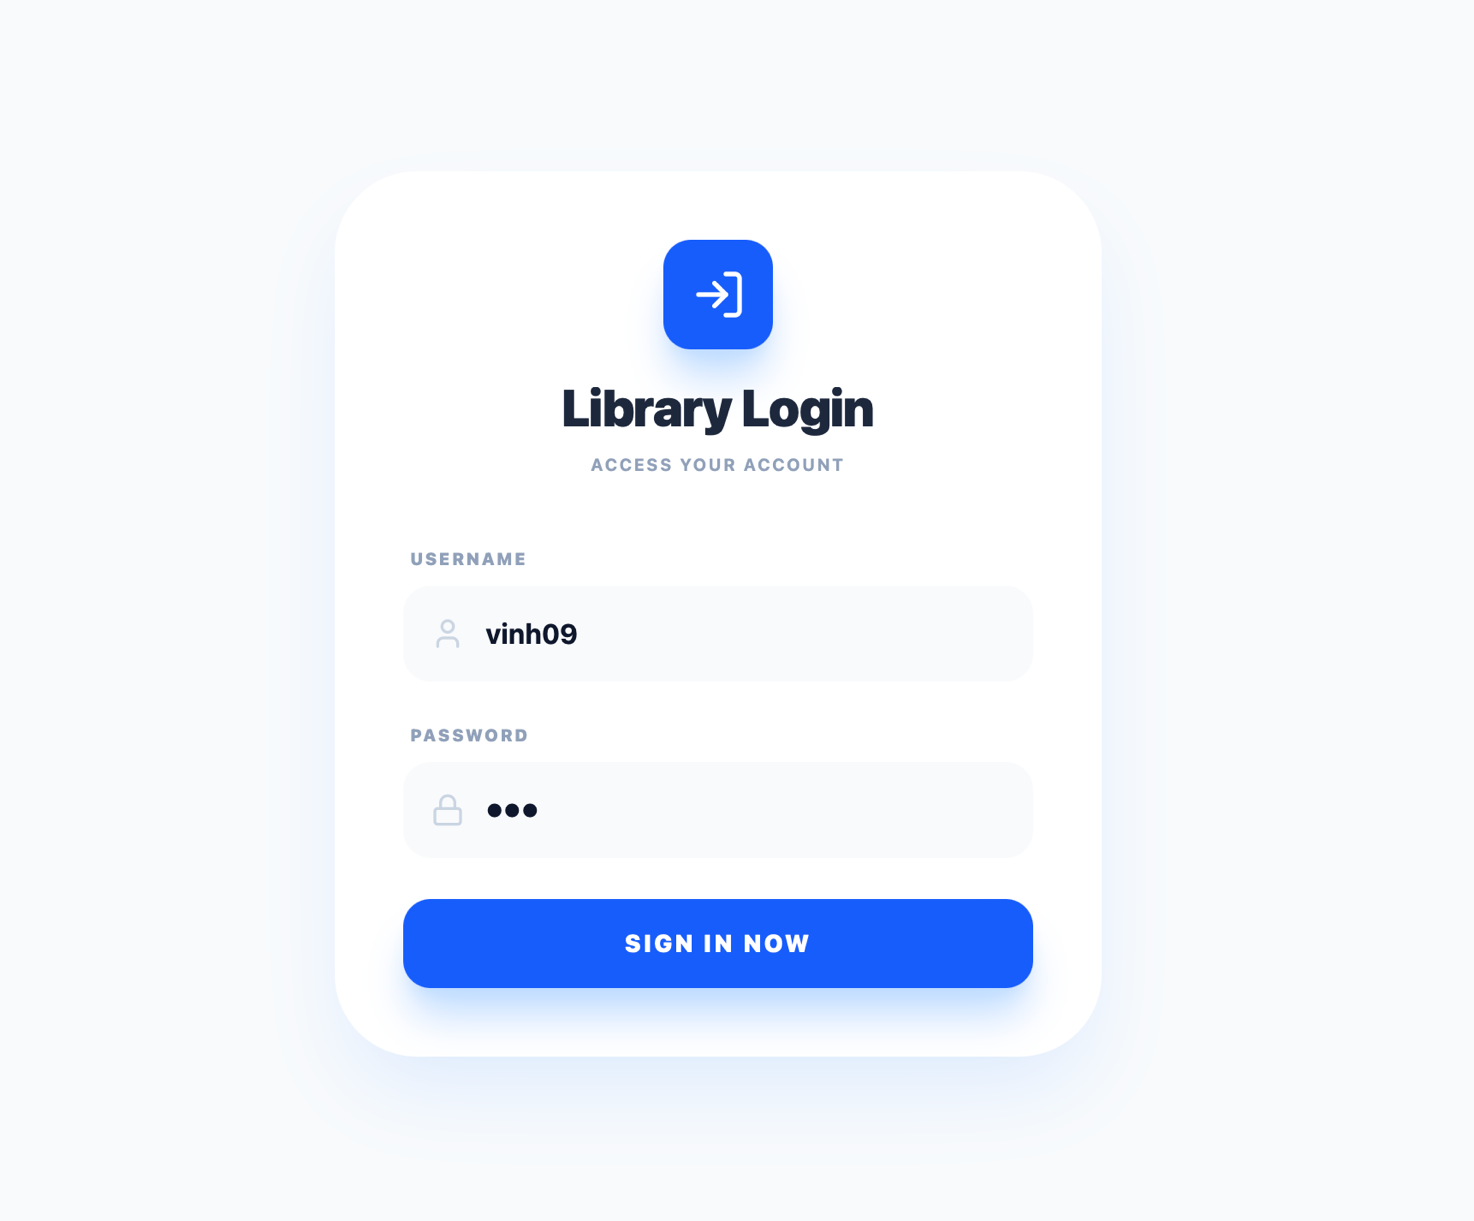 Library Login
ACCESS YOUR ACCOUNT
USERNAME
vinh09
PASSWORD
●●●
SIGN IN NOW